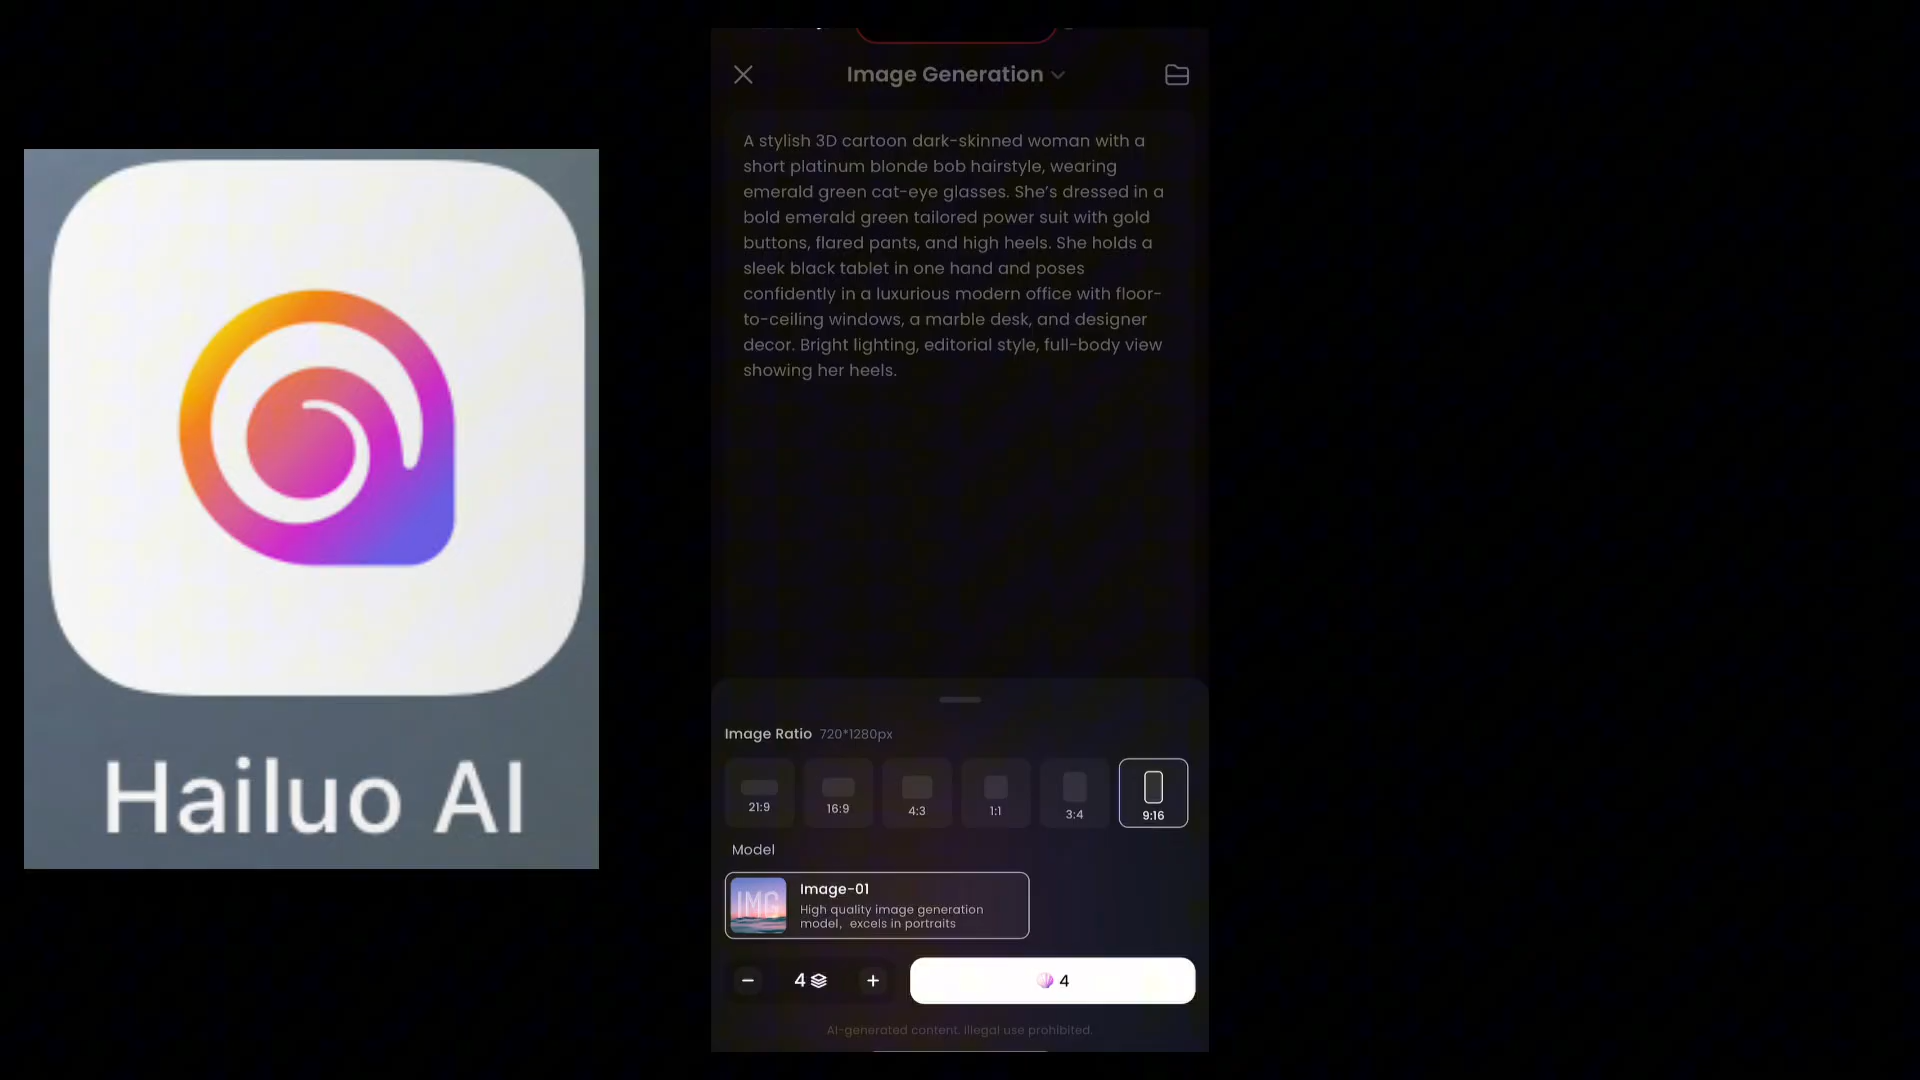 Hailuo AI
Image Generation
A stylish 3D cartoon dark-skinned woman with a
short platinum blonde bob hairstyle, wearing
emerald green cat-eye glasses. She's dressed in a
bold emerald green tailored power suit with gold
buttons, flared pants, and high heels. She holds a
sleek black tablet in one hand and poses
confidently in a luxurious modern office with floor-
to-ceiling windows, a marble desk, and designer
decor. Bright lighting, editorial style, full-body view
showing her heels.
Image Ratio 720*1280px
21:9 16:9 4:3 1:1 3:4 9:16
Model
IMG
Image-01
High quality image generation
model, excels in portraits
− 4 + 4
AI-generated content. Illegal use prohibited.